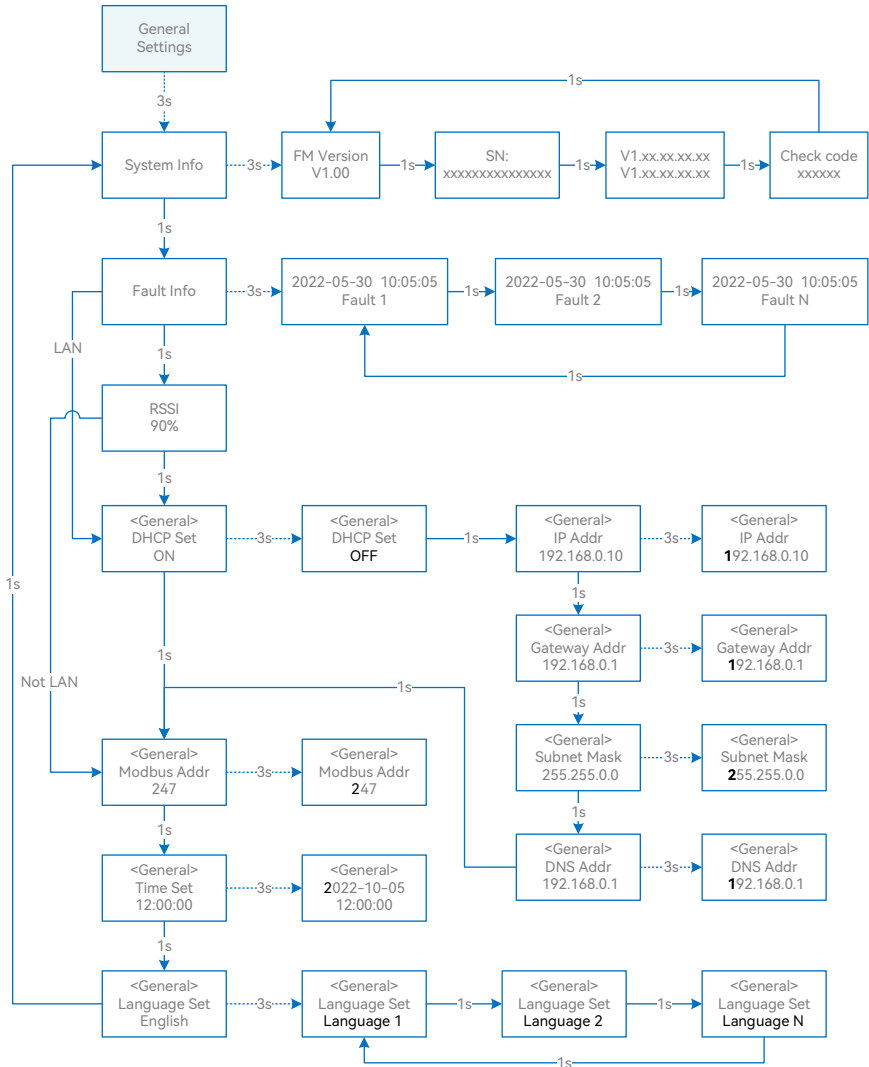 General
Settings
3s
1s
System Info
3s
FM Version
V1.00
1s
SN:
xxxxxxxxxxxxxxx
1s
V1.xx.xx.xx.xx
V1.xx.xx.xx.xx
1s
Check code
xxxxxx
1s
Fault Info
3s
2022-05-30 10:05:05
Fault 1
1s
2022-05-30 10:05:05
Fault 2
1s
2022-05-30 10:05:05
Fault N
LAN
1s
1s
RSSI
90%
1s
<General>
DHCP Set
ON
3s
<General>
DHCP Set
OFF
1s
<General>
IP Addr
192.168.0.10
3s
<General>
IP Addr
192.168.0.10
1s
1s
<General>
Gateway Addr
192.168.0.1
3s
<General>
Gateway Addr
192.168.0.1
1s
Not LAN
1s
1s
<General>
Subnet Mask
255.255.0.0
3s
<General>
Subnet Mask
255.255.0.0
<General>
Modbus Addr
247
3s
<General>
Modbus Addr
247
1s
1s
<General>
DNS Addr
192.168.0.1
3s
<General>
DNS Addr
192.168.0.1
<General>
Time Set
12:00:00
3s
<General>
2022-10-05
12:00:00
1s
<General>
Language Set
English
3s
<General>
Language Set
Language 1
1s
<General>
Language Set
Language 2
1s
<General>
Language Set
Language N
1s